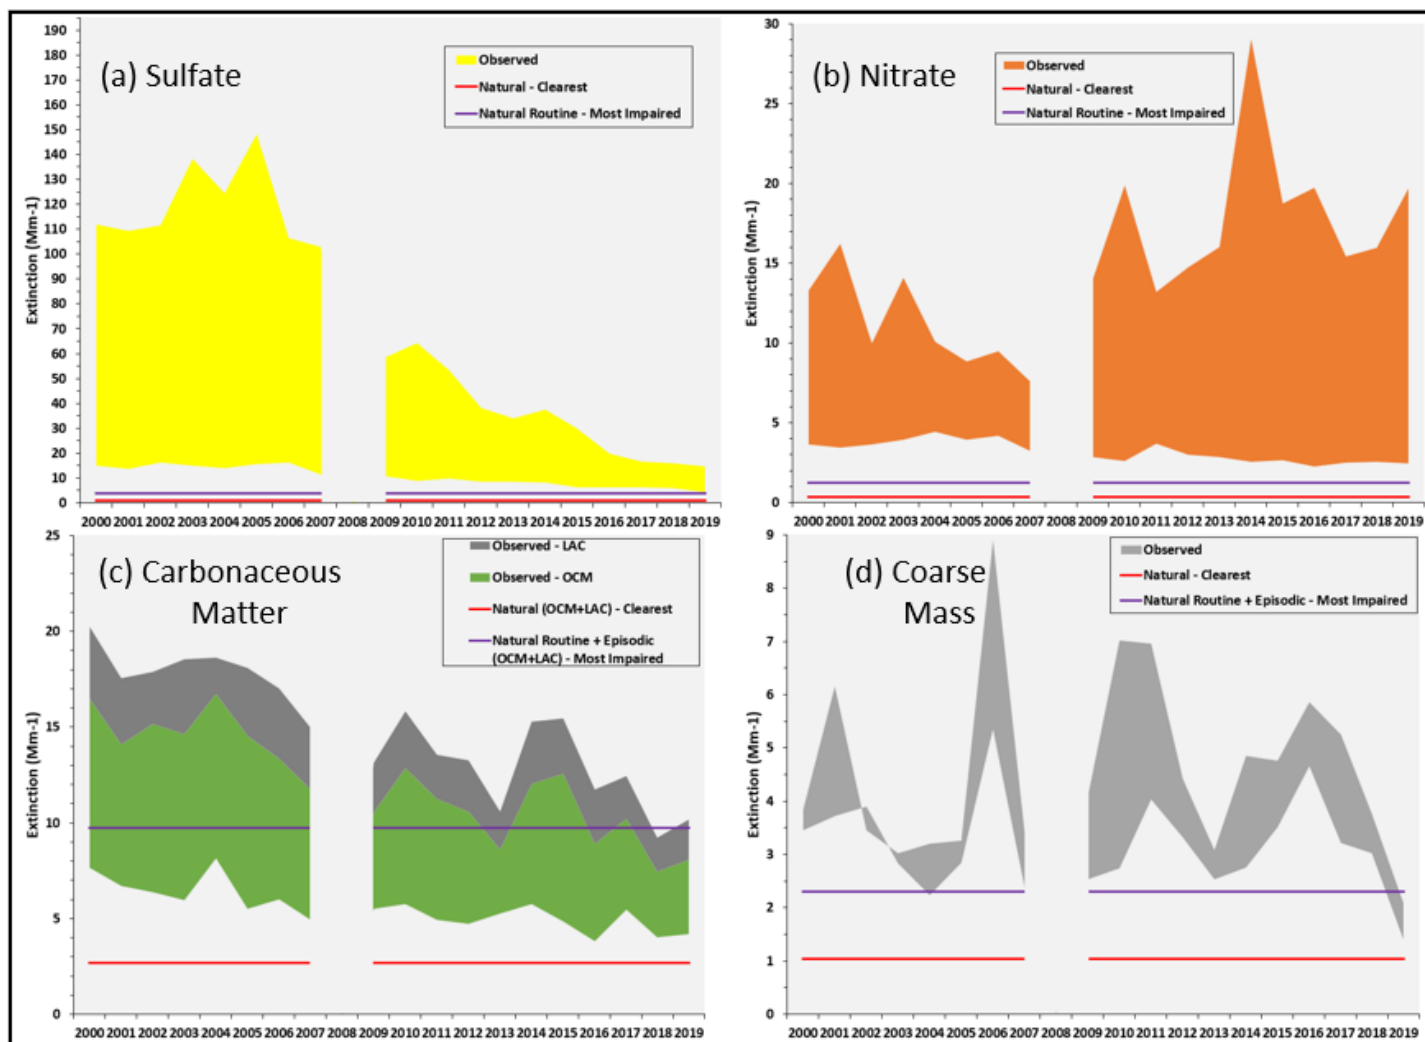 (a) Sulfate
Observed
Natural - Clearest
Natural Routine - Most Impaired
Extinction (Mm-1)
190
180
170
160
150
140
130
120
110
100
90
80
70
60
50
40
30
20
10
0
2000 2001 2002 2003 2004 2005 2006 2007 2008 2009 2010 2011 2012 2013 2014 2015 2016 2017 2018 2019
(b) Nitrate
Observed
Natural - Clearest
Natural Routine - Most Impaired
Extinction (Mm-1)
30
25
20
15
10
5
0
2000 2001 2002 2003 2004 2005 2006 2007 2008 2009 2010 2011 2012 2013 2014 2015 2016 2017 2018 2019
(c) Carbonaceous
Matter
Observed - LAC
Observed - OCM
Natural (OCM+LAC) - Clearest
Natural Routine + Episodic
(OCM+LAC) - Most Impaired
Extinction (Mm-1)
25
20
15
10
5
0
2000 2001 2002 2003 2004 2005 2006 2007 2008 2009 2010 2011 2012 2013 2014 2015 2016 2017 2018 2019
(d) Coarse
Mass
Observed
Natural - Clearest
Natural Routine + Episodic - Most Impaired
Extinction (Mm-1)
9
8
7
6
5
4
3
2
1
0
2000 2001 2002 2003 2004 2005 2006 2007 2008 2009 2010 2011 2012 2013 2014 2015 2016 2017 2018 2019